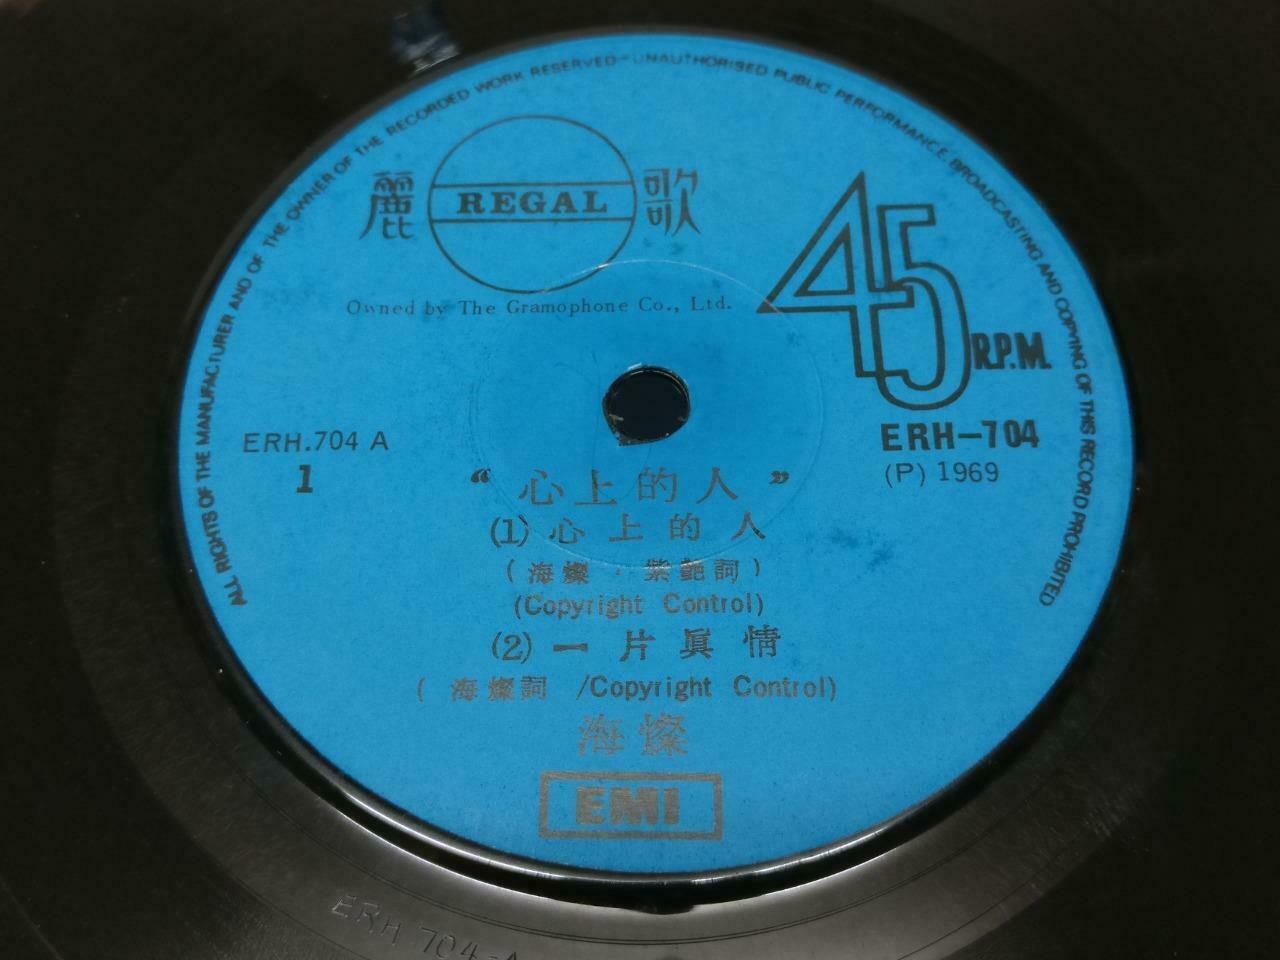 ALL RIGHTS OF THE MANUFACTURER AND OF THE OWNER OF THE RECORDED WORK RESERVED-UNAUTHORISED PUBLIC PERFORMANCE, BROADCASTING AND COPYING OF THIS RECORD PROHIBITED
麗 REGAL 歌
Owned by The Gramophone Co., Ltd.
45 R.P.M.
ERH.704 A
1
ERH-704
(P) 1969
“心上的人”
(1) 心上的人
(海燦·紫艷詞)
(Copyright Control)
(2) 一片眞情
(海燦詞 /Copyright Control)
海燦
EMI
ERH 704-A